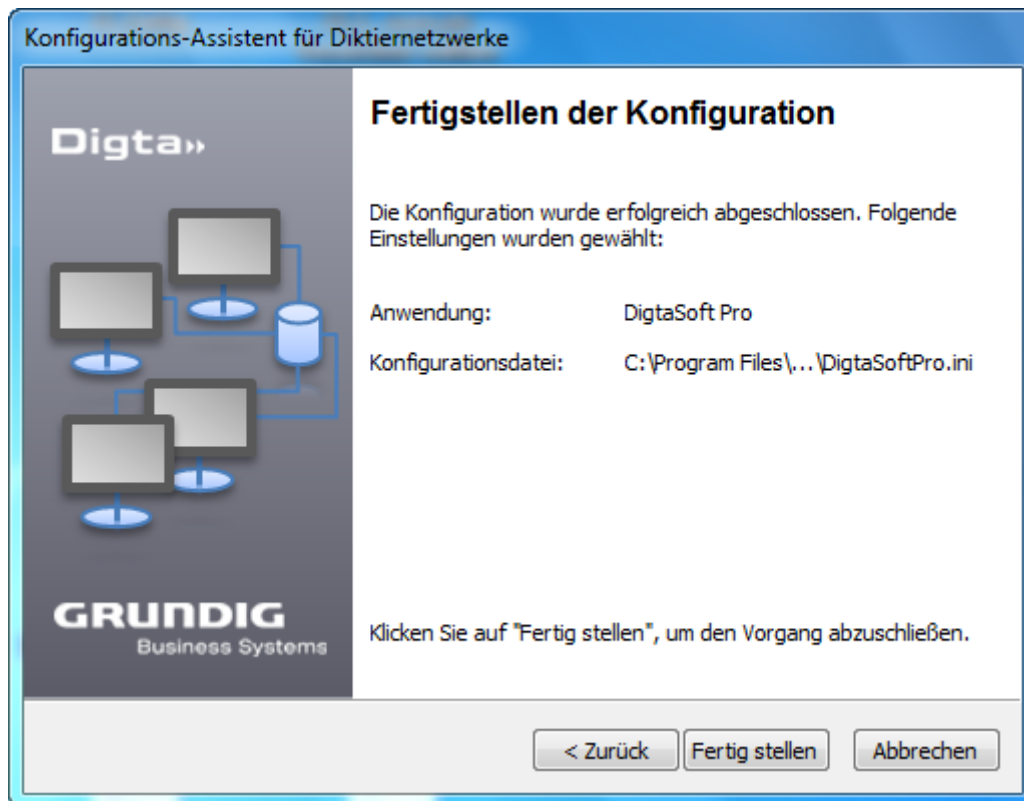 Konfigurations-Assistent für Diktiernetzwerke
Digta»
GRUNDIG
Business Systems
Fertigstellen der Konfiguration
Die Konfiguration wurde erfolgreich abgeschlossen. Folgende
Einstellungen wurden gewählt:
Anwendung: DigtaSoft Pro
Konfigurationsdatei: C:\Program Files\...\DigtaSoftPro.ini
Klicken Sie auf "Fertig stellen", um den Vorgang abzuschließen.
< Zurück Fertig stellen Abbrechen